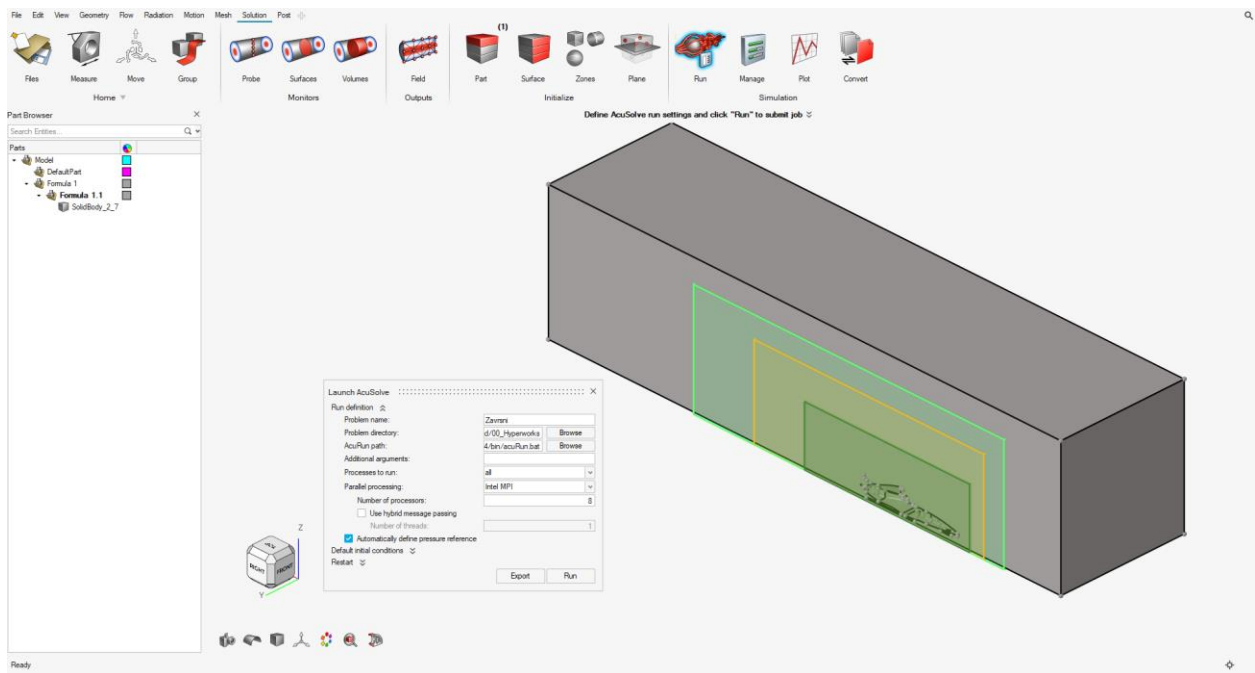 File Edit View Geometry Flow Radiation Motion Mesh Solution Post
(1)
Files Measure Move Group Probe Surfaces Volumes Field Part Surface Zones Plane Run Manage Plot Convert
Home Monitors Outputs Initialize Simulation
Part Browser
Define AcuSolve run settings and click "Run" to submit job
Search Entities...
Parts
Model
DefaultPart
Formula 1
Formula 1.1
SolidBody_2_7
Launch AcuSolve
Run definition
Problem name: Zavrsni
Problem directory: d/00_Hyperworks Browse
AcuRun path: 4/bin/acuRun.bat Browse
Additional arguments:
Processes to run: all
Parallel processing: Intel MPI
Number of processors: 8
Use hybrid message passing
Number of threads: 1
Automatically define pressure reference
Default initial conditions
Restart
Export Run
Z
RIGHT FRONT
Y
Ready